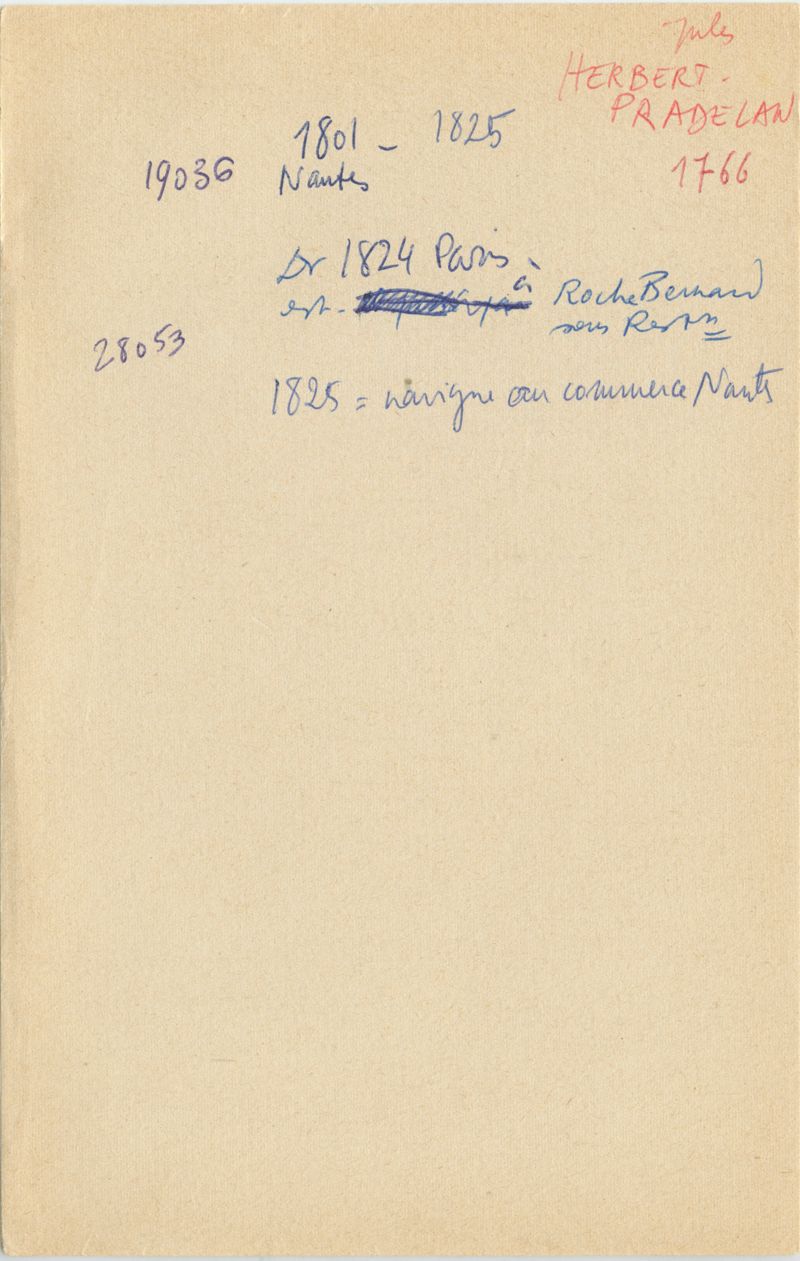 Jules
HERBERT-
PRADELAN
1766
1801 - 1825
19036 Nantes
Dr 1824 Paris
est. à Roche Bernard
sous Restn
28053
1825 = navigue au commerce Nantes